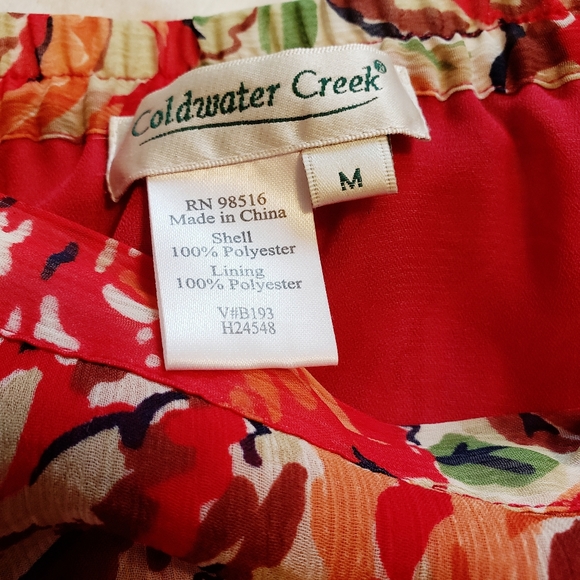 Coldwater Creek®
M
RN 98516
Made in China
Shell
100% Polyester
Lining
100% Polyester
V#B193
H24548